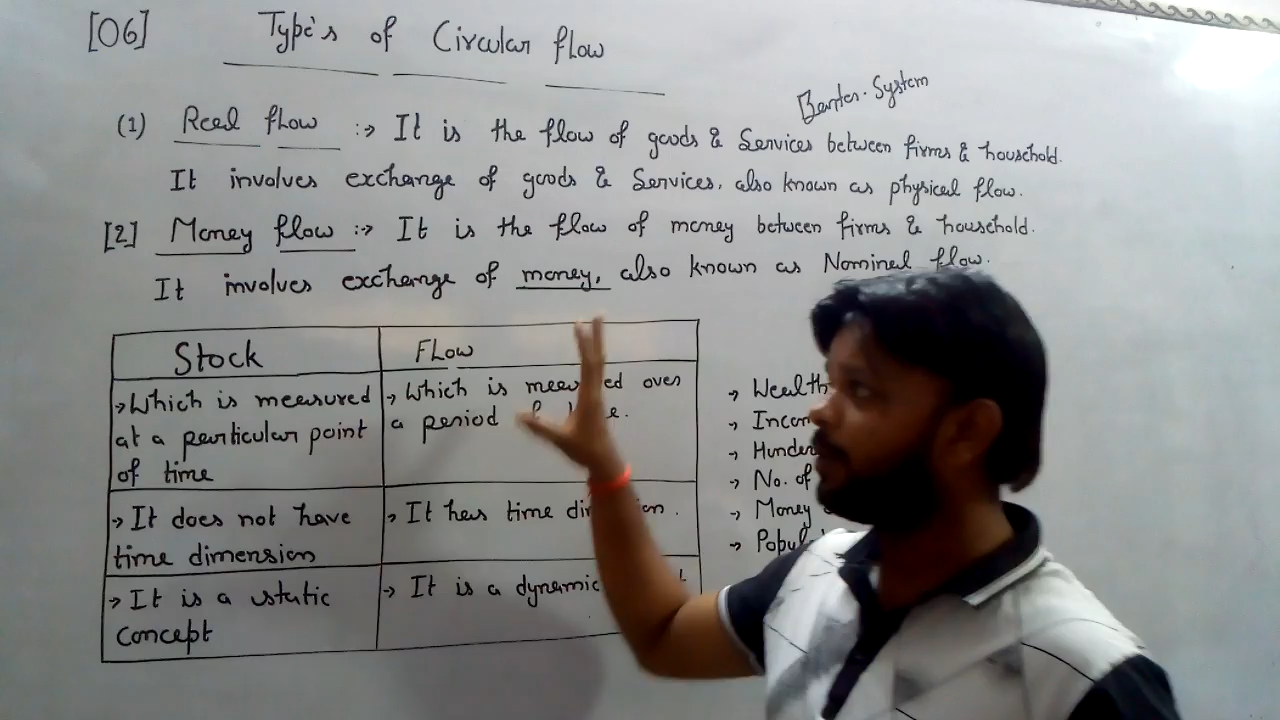 [06] Type's of Circular flow
Barter System
(1) Real flow :→ It is the flow of goods & Services between firms & household.
It involves exchange of goods & Services, also known as physical flow.
[2] Money flow :→ It is the flow of money between firms & household.
It involves exchange of money, also known as Nominal flow.
Stock
Flow
→ Which is measured
at a particular point
of time
→ Which is measured over
a period
→ It does not have
time dimension
→ It has time dimension.
→ It is a static
concept
→ It is a dynamic
→ Wealth
→
→
→ No. of
→ Money
→